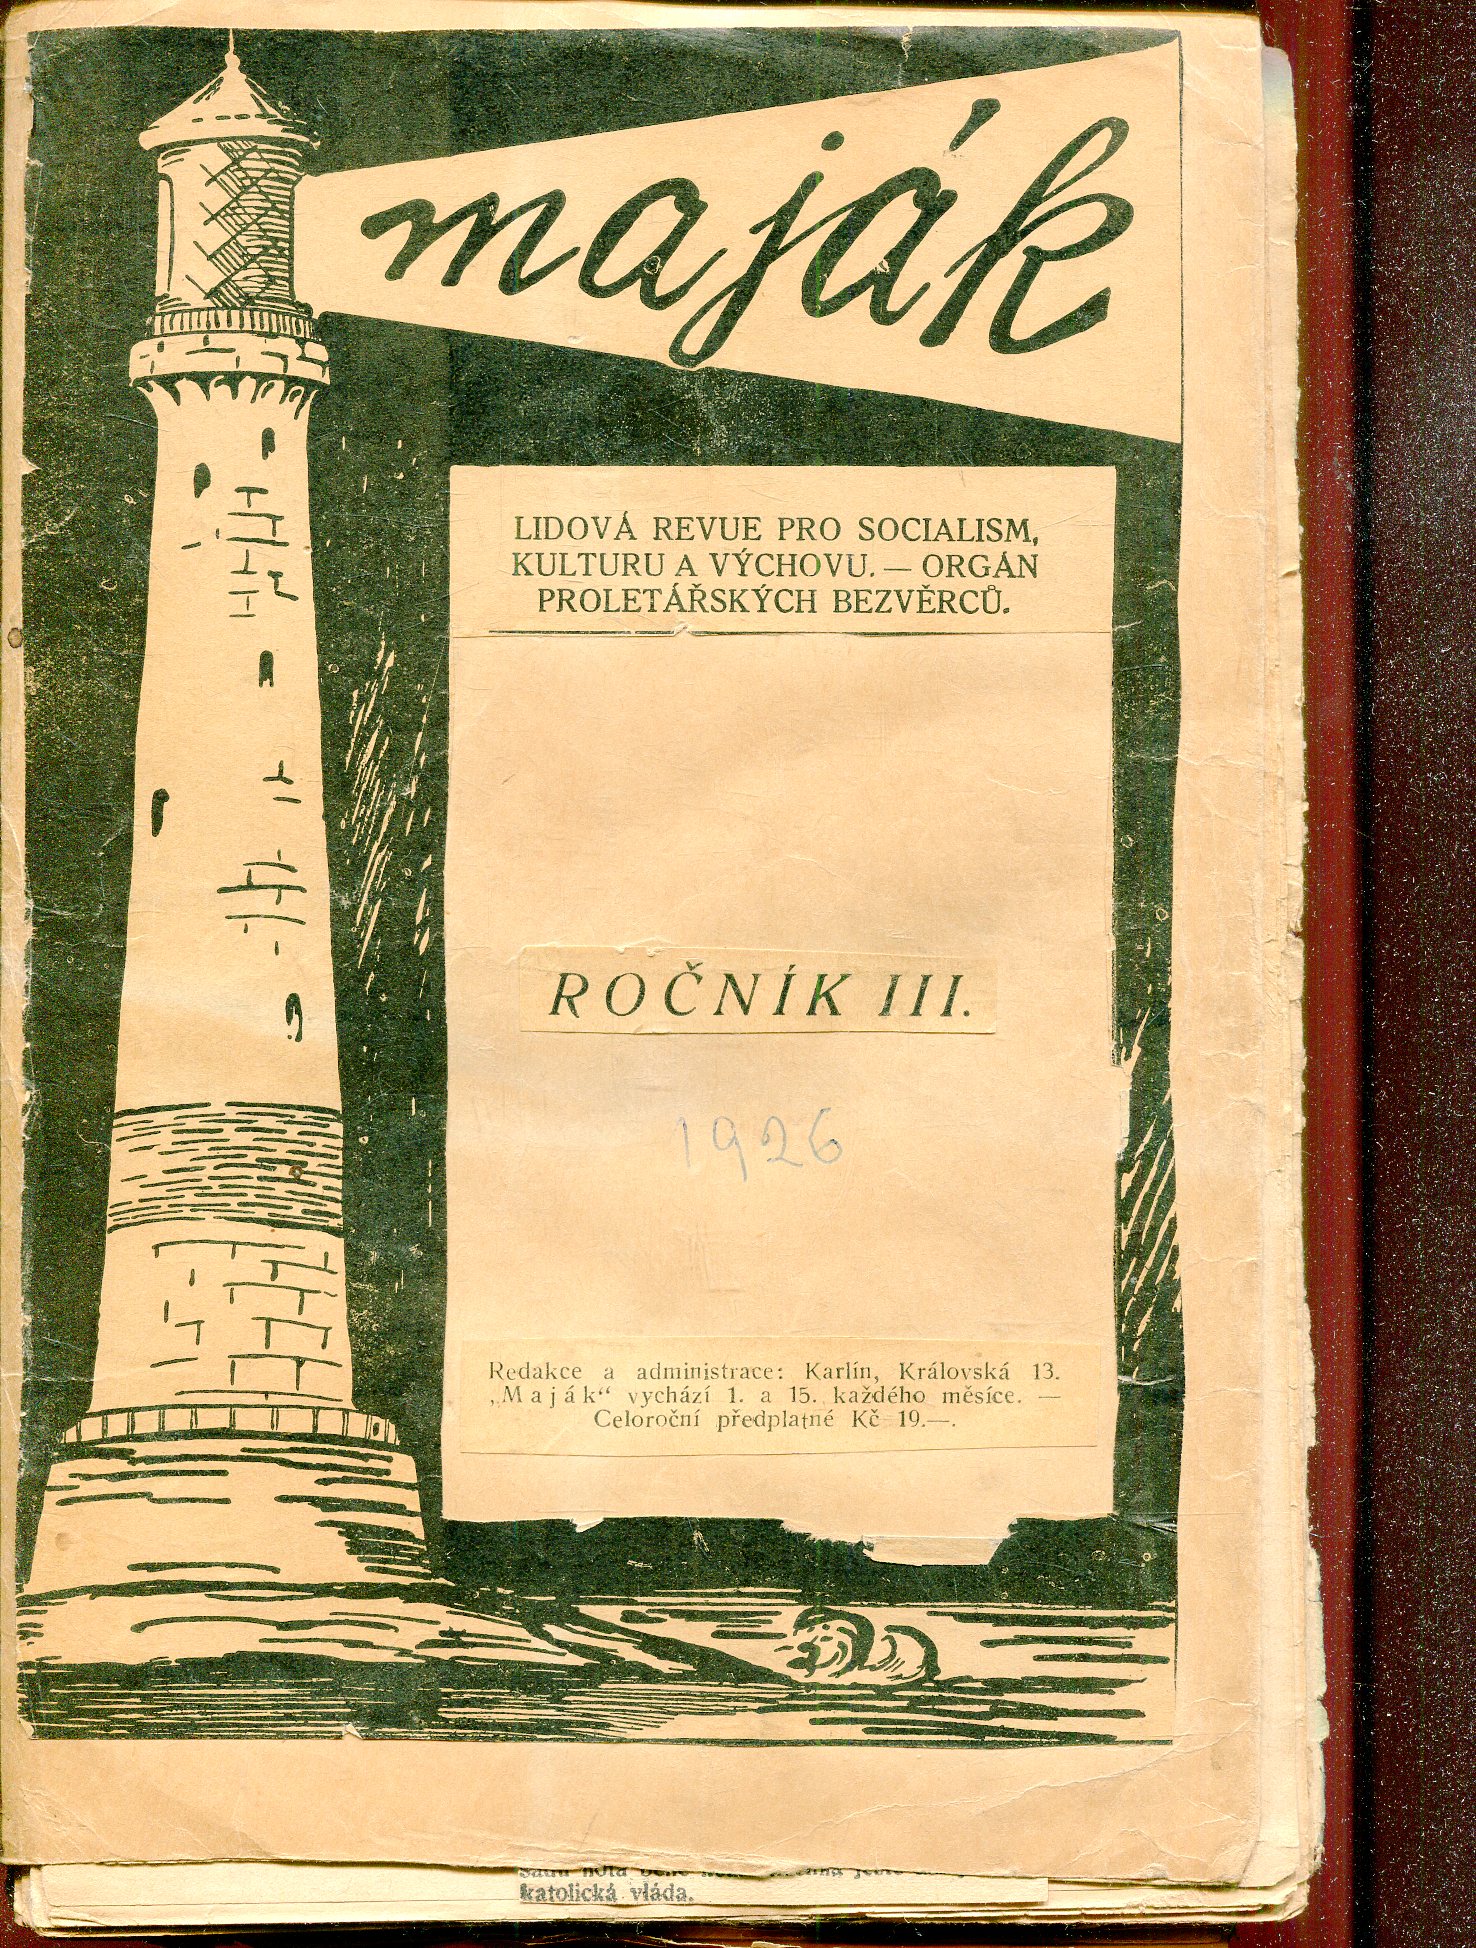 maják
LIDOVÁ REVUE PRO SOCIALISM,
KULTURU A VÝCHOVU. — ORGÁN
PROLETÁŘSKÝCH BEZVĚRCŮ.
ROČNÍK III.
1926
Redakce a administrace: Karlín, Královská 13.
„Maják“ vychází 1. a 15. každého měsíce. —
Celoroční předplatné Kč 19.—.
katolická vláda.